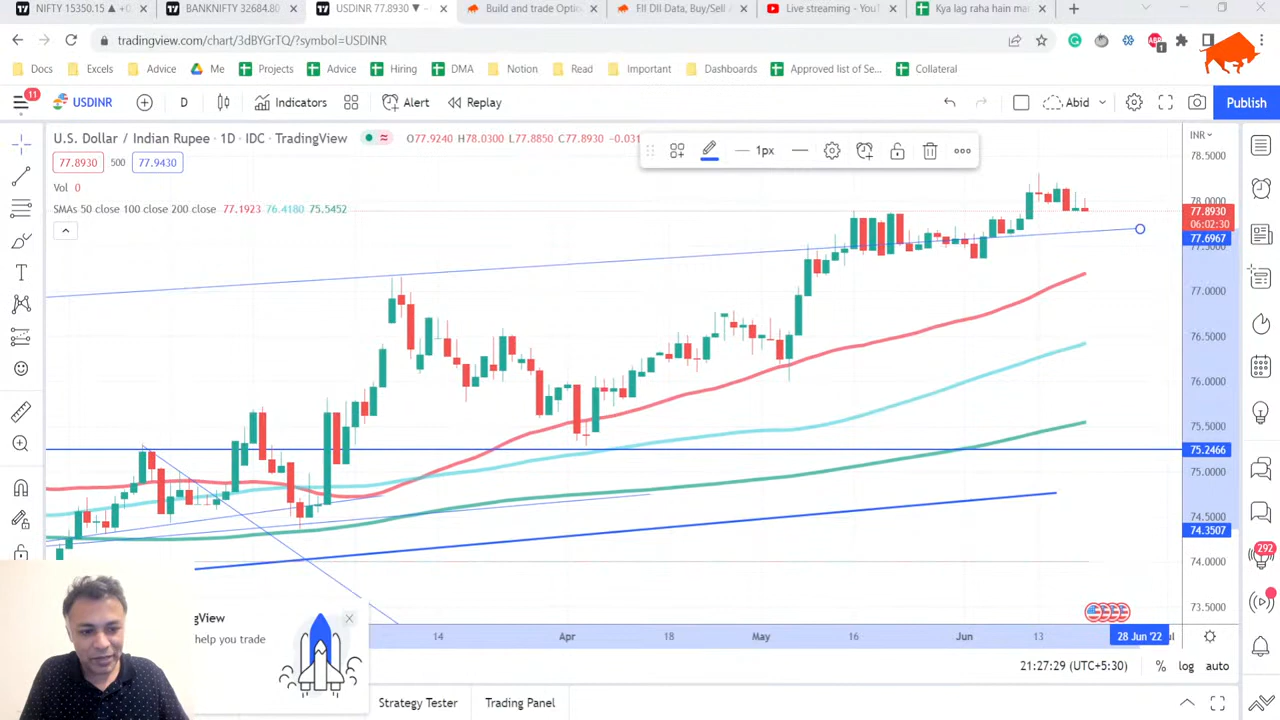 NIFTY 15350.15 ▲ +0.
BANKNIFTY 32684.80
USDINR 77.8930 ▼
Build and trade Optio
FII DII Data, Buy/Sell A
Live streaming - YouT
Kya lag raha hain mar
tradingview.com/chart/3dBYGrTQ/?symbol=USDINR
1
Docs
Excels
Advice
Me
Projects
Advice
Hiring
DMA
Notion
Read
Important
Dashboards
Approved list of Se...
Collateral
11
USDINR
D
Indicators
Alert
Replay
Abid
Publish
U.S. Dollar / Indian Rupee · 1D · IDC · TradingView
O77.9240 H78.0300 L77.8850 C77.8930
1px
INR
77.8930
500
77.9430
Vol 0
SMAs 50 close 100 close 200 close 77.1923 76.4180 75.5452
78.5000
78.0000
77.8930
06:02:30
77.6967
77.5000
77.0000
76.5000
76.0000
75.5000
75.2466
75.0000
74.5000
74.3507
74.0000
73.5000
292
gView
help you trade
14
Apr
18
May
16
Jun
13
28 Jun '22
21:27:29 (UTC+5:30)
%
log
auto
Strategy Tester
Trading Panel